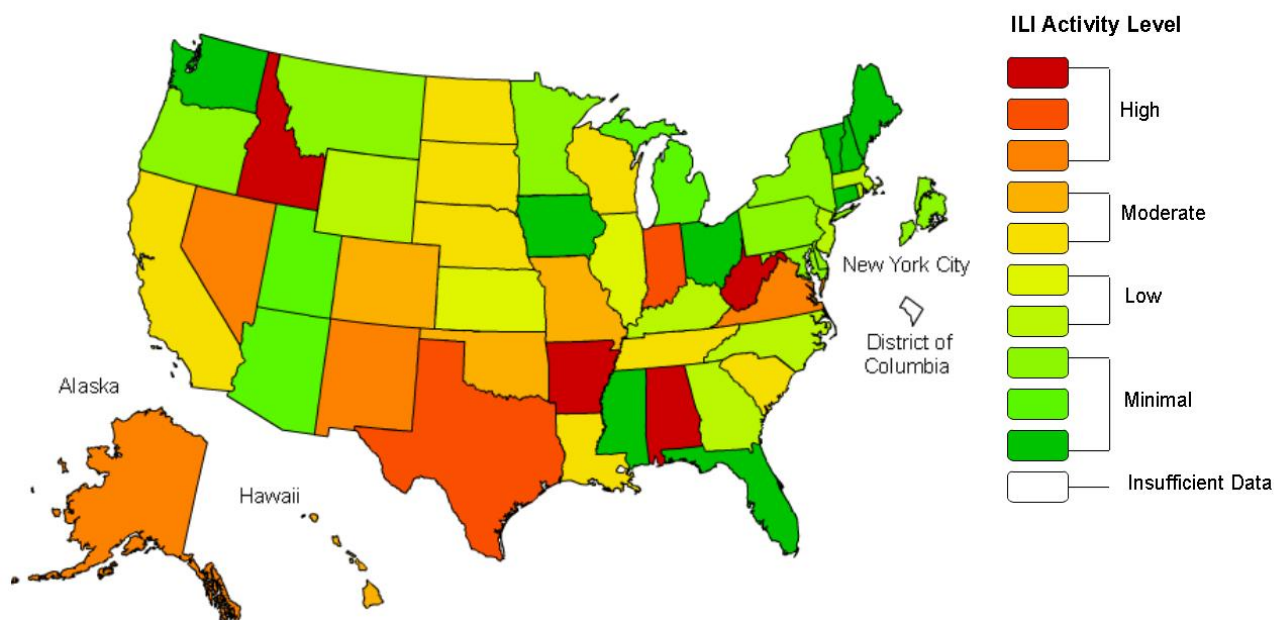 ILI Activity Level
High
Moderate
New York City
Low
District of
Columbia
Alaska
Minimal
Hawaii
Insufficient Data